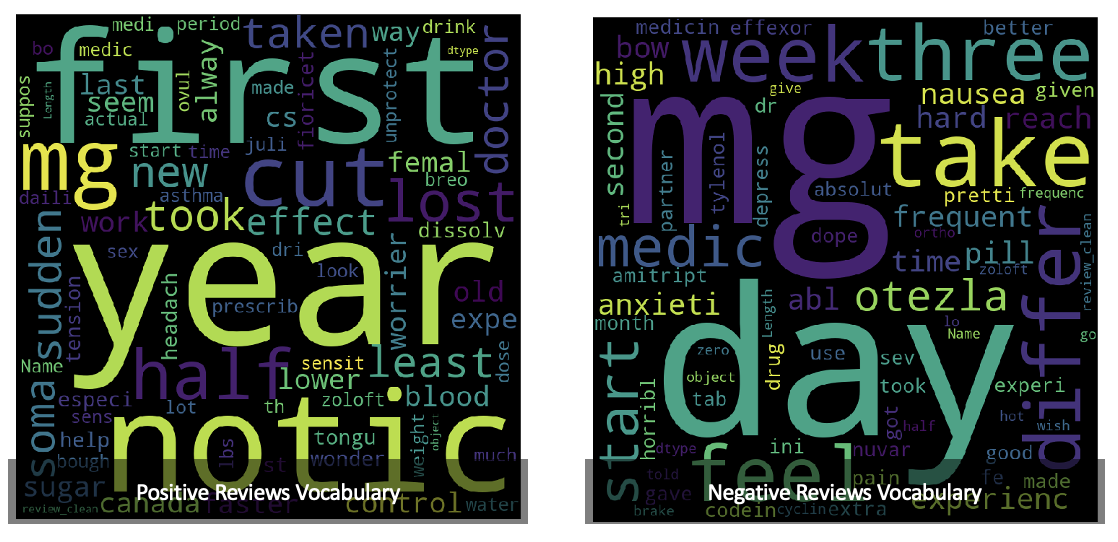 medi period taken way drink
bo medic first dtype
suppos last seem ovul alway fioricet made unprotect doctor
Length actual cs
mg start time juli femal
daili new cut breo
asthma lost
work took effect dissolv
sudden sex dri worrier
year look old
tension headach prescrib expe
Name half sensit least dose
soma especi lower blood
sens lot th zoloft weight object
help notic tongu much
bough lbs st wonder
sugar Positive Reviews Vocabulary
review_clean canada faster control water
medicin effexor week three better
bow give
high dr nausea given
second mg hard reach
tri partner tylenol depress absolut take pretti frequenc
dope frequent
medic ortho
amitript time pill zoloft review_clean
anxieti abl otezla differ
month day Length lo Name go
start zero drug use sev
object took experi
horribl tab hot
got half wish
dtype feel ini nuvar good
told pain fe made
Negative Reviews Vocabulary
gave codein cyclin extra experienc
brake